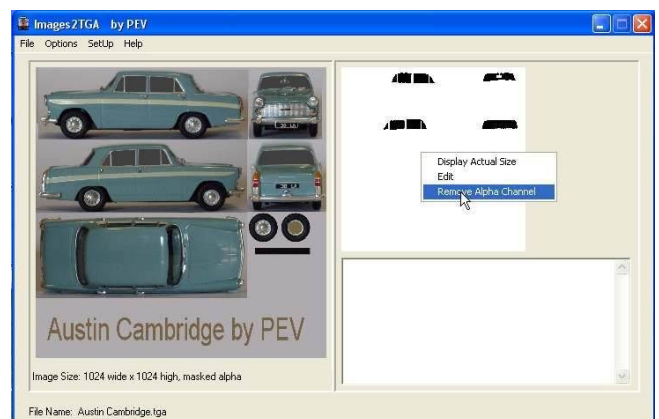 Images2TGA by PEV
File Options SetUp Help
Display Actual Size
Edit
Remove Alpha Channel
Austin Cambridge by PEV
Image Size: 1024 wide x 1024 high, masked alpha
File Name: Austin Cambridge.tga